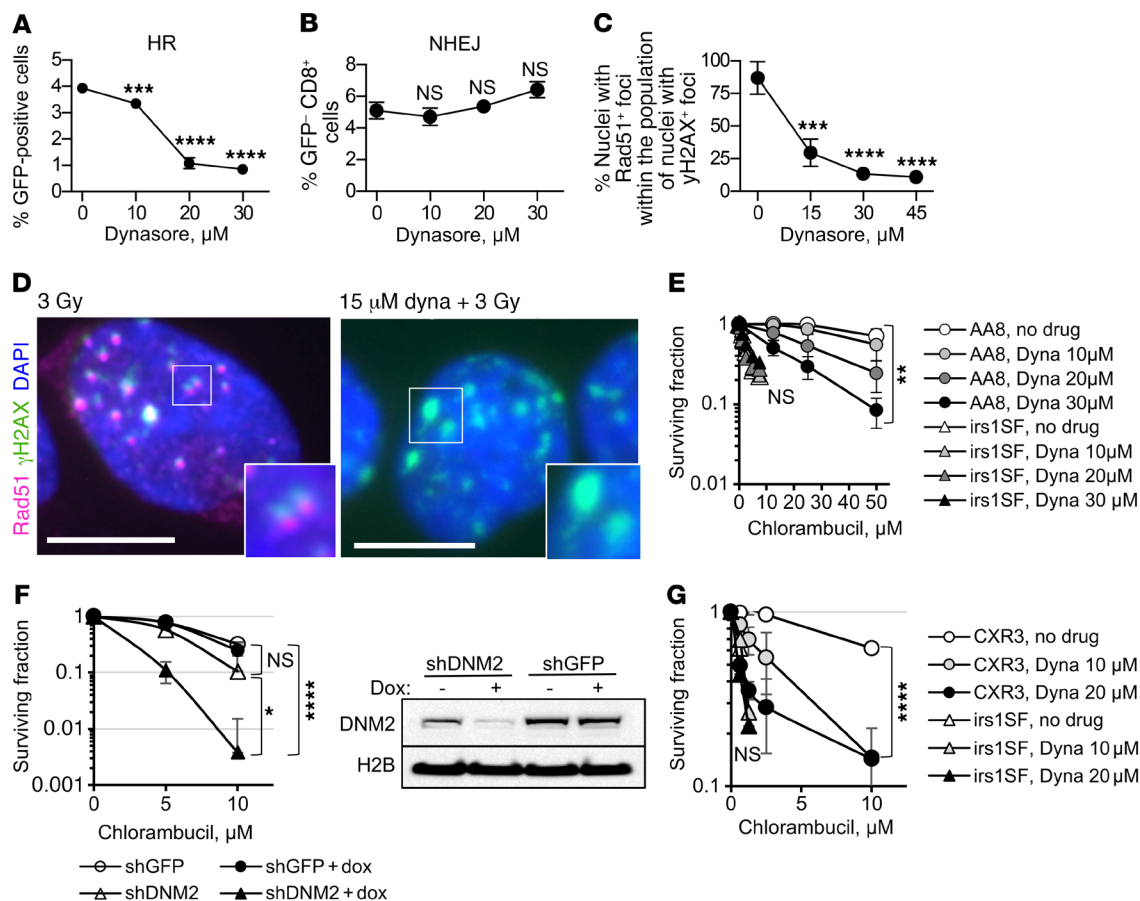 A
HR
% GFP-positive cells
5
4
3
2
1
0
***
****
****
0 10 20 30
Dynasore, μM
B
NHEJ
% GFP– CD8+
cells
8
6
4
2
0
NS
NS
NS
0 10 20 30
Dynasore, μM
C
% Nuclei with
Rad51+ foci
within the population
of nuclei with
γH2AX+ foci
100
75
50
25
0
***
****
****
0 15 30 45
Dynasore, μM
D
3 Gy
15 μM dyna + 3 Gy
Rad51 γH2AX DAPI
E
Surviving fraction
1
0.1
0.01
NS
**
0 10 20 30 40 50
Chlorambucil, μM
AA8, no drug
AA8, Dyna 10μM
AA8, Dyna 20μM
AA8, Dyna 30μM
irs1SF, no drug
irs1SF, Dyna 10μM
irs1SF, Dyna 20μM
irs1SF, Dyna 30 μM
F
Surviving fraction
1
0.1
0.01
0.001
NS
*
****
0 5 10
Chlorambucil, μM
shGFP
shGFP + dox
shDNM2
shDNM2 + dox
shDNM2 shGFP
Dox: - + - +
DNM2
H2B
G
Surviving fraction
1
0.1
NS
****
0 5 10
Chlorambucil, μM
CXR3, no drug
CXR3, Dyna 10 μM
CXR3, Dyna 20 μM
irs1SF, no drug
irs1SF, Dyna 10 μM
irs1SF, Dyna 20 μM